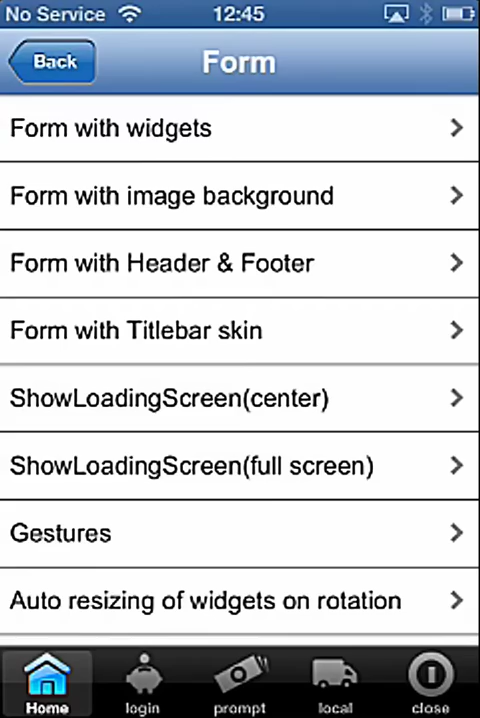 No Service 12:45
Back Form
Form with widgets
Form with image background
Form with Header & Footer
Form with Titlebar skin
ShowLoadingScreen(center)
ShowLoadingScreen(full screen)
Gestures
Auto resizing of widgets on rotation
Home login prompt local close